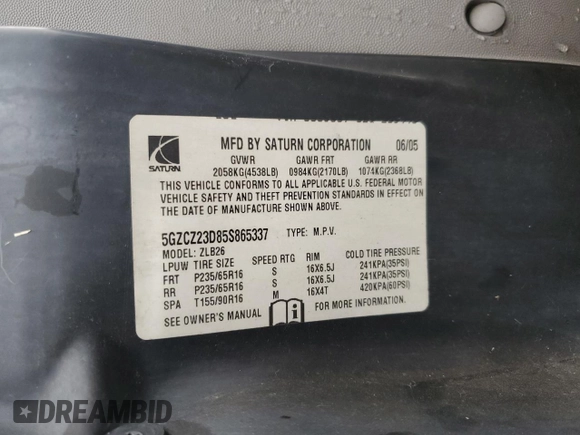 MFD BY SATURN CORPORATION 06/05
SATURN
GVWR GAWR FRT GAWR RR
2058KG(4538LB) 0984KG(2170LB) 1074KG(2368LB)
THIS VEHICLE CONFORMS TO ALL APPLICABLE U.S. FEDERAL MOTOR
VEHICLE SAFETY AND THEFT PREVENTION STANDARDS IN EFFECT ON
THE DATE OF MANUFACTURE SHOWN ABOVE.
5GZCZ23D85S865337 TYPE: M.P.V.
MODEL: ZLB26
LPUW TIRE SIZE SPEED RTG RIM COLD TIRE PRESSURE
FRT P235/65R16 S 16X6.5J 241KPA(35PSI)
RR P235/65R16 S 16X6.5J 241KPA(35PSI)
SPA T155/90R16 M 16X4T 420KPA(60PSI)
SEE OWNER'S MANUAL FOR MORE INFORMATION.
DREAMBID